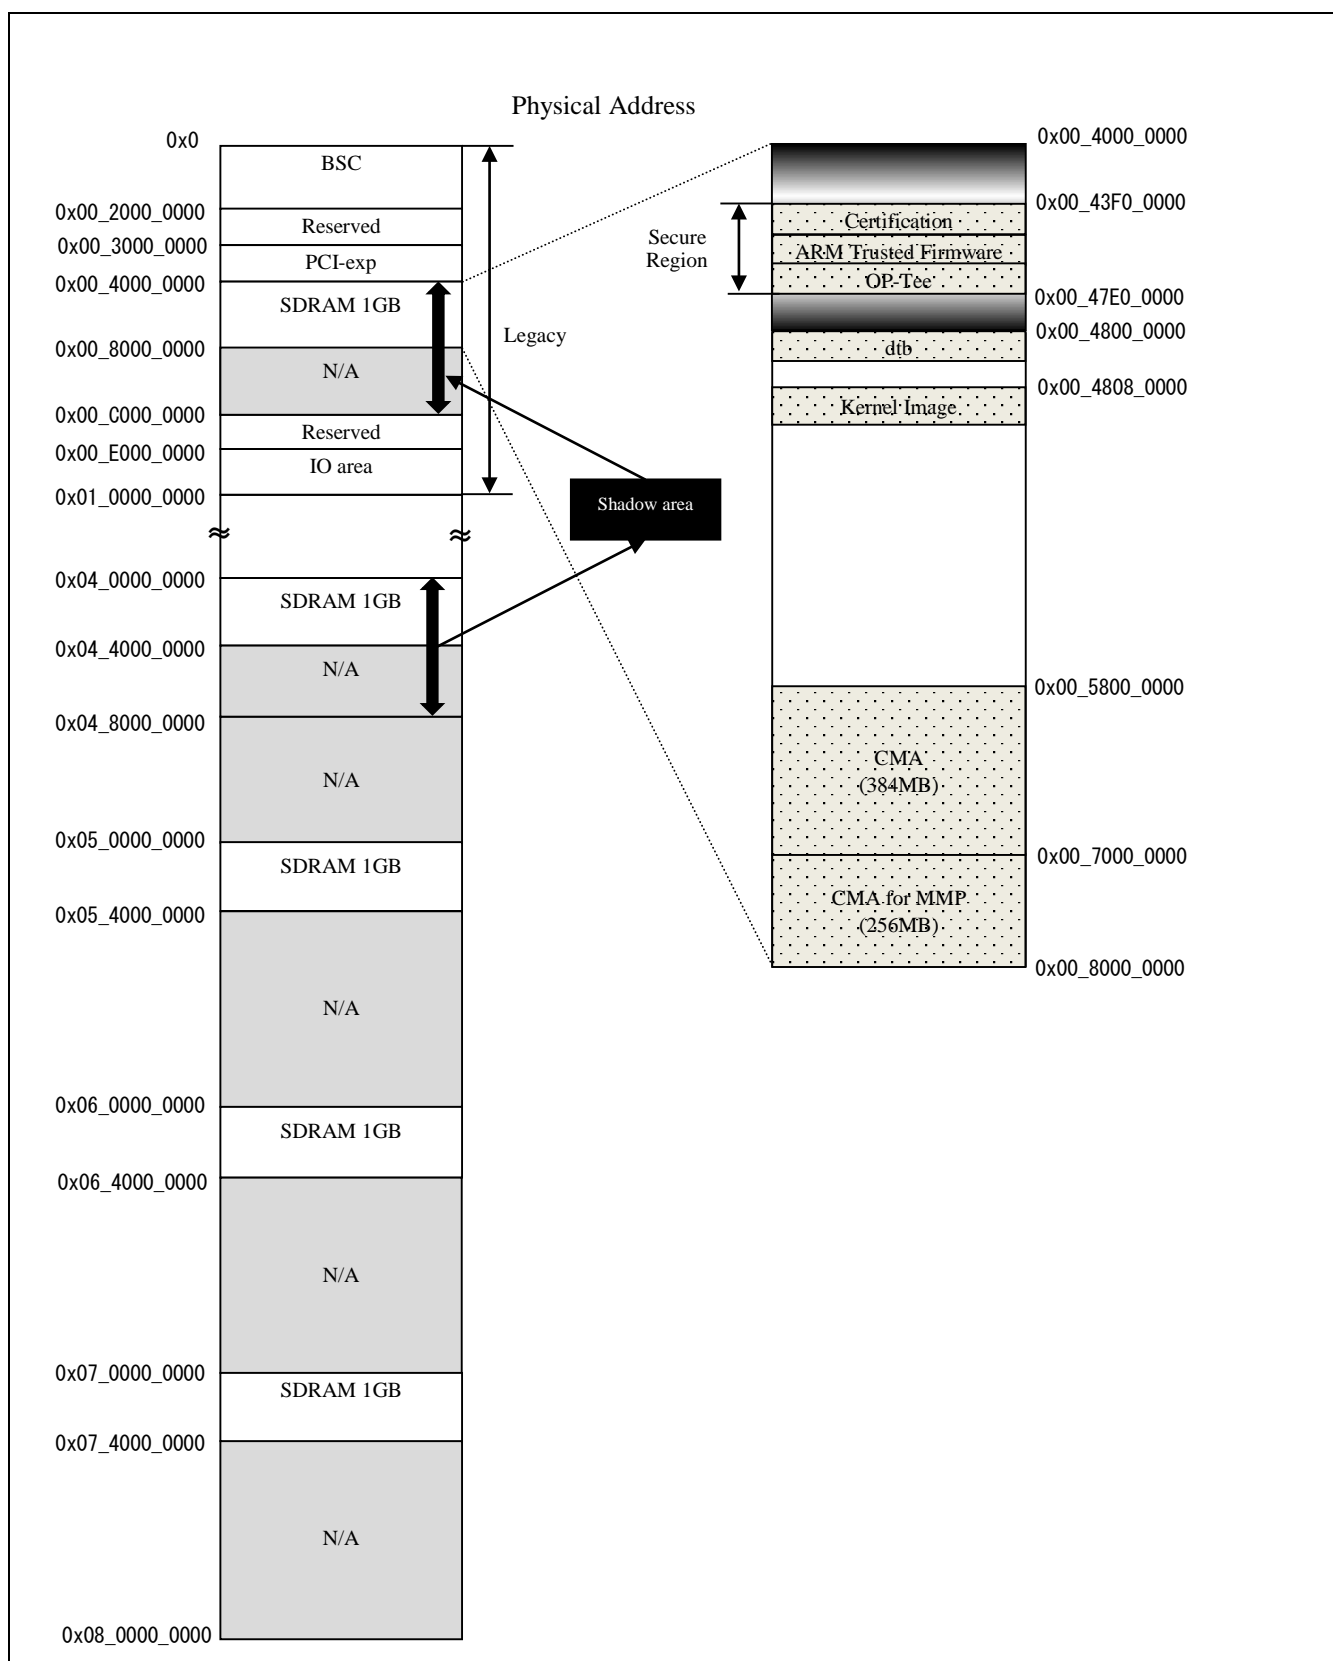 Physical Address
0x0
BSC
0x00_2000_0000
Reserved
0x00_3000_0000
PCI-exp
0x00_4000_0000
SDRAM 1GB
0x00_8000_0000
N/A
0x00_C000_0000
Reserved
0x00_E000_0000
IO area
0x01_0000_0000
≈
≈
0x04_0000_0000
SDRAM 1GB
0x04_4000_0000
N/A
0x04_8000_0000
N/A
0x05_0000_0000
SDRAM 1GB
0x05_4000_0000
N/A
0x06_0000_0000
SDRAM 1GB
0x06_4000_0000
N/A
0x07_0000_0000
SDRAM 1GB
0x07_4000_0000
N/A
0x08_0000_0000
Legacy
Shadow area
Secure
Region
0x00_4000_0000
0x00_43F0_0000
Certification
ARM Trusted Firmware
OP-Tee
0x00_47E0_0000
0x00_4800_0000
dtb
0x00_4808_0000
Kernel Image
0x00_5800_0000
CMA
(384MB)
0x00_7000_0000
CMA for MMP
(256MB)
0x00_8000_0000